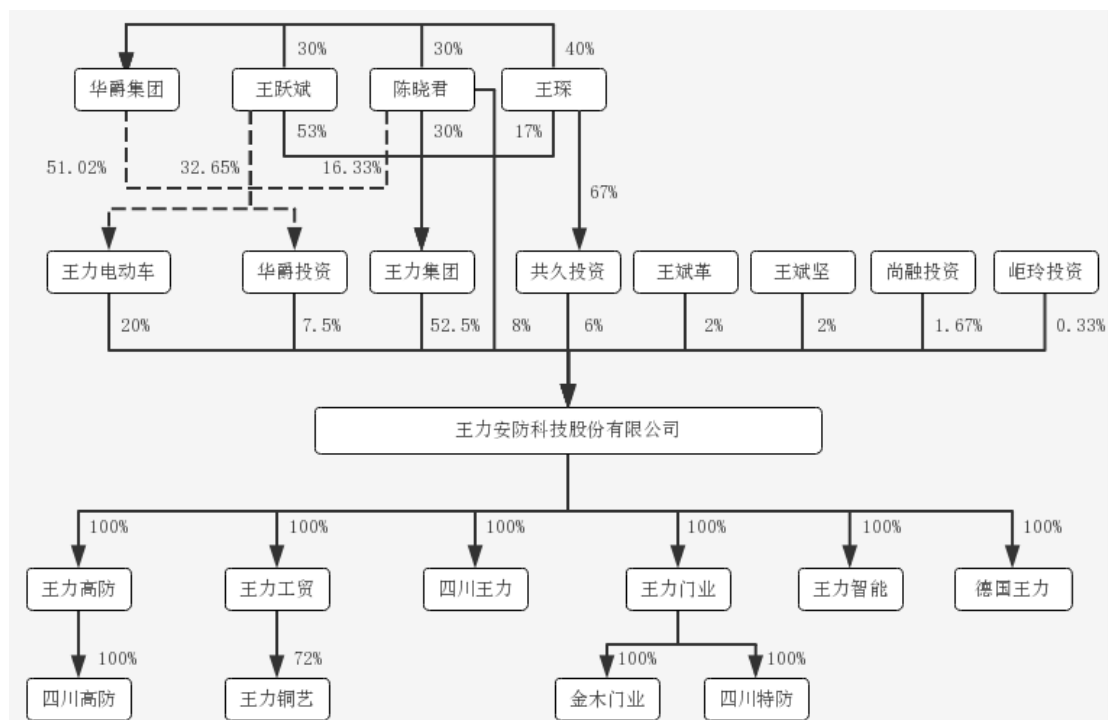 30% 30% 40%
华爵集团 王跃斌 陈晓君 王琛
53% 30% 17%
51.02% 32.65% 16.33%
67%
王力电动车 华爵投资 王力集团 共久投资 王斌革 王斌坚 尚融投资 岠玲投资
20% 7.5% 52.5% 8% 6% 2% 2% 1.67% 0.33%
王力安防科技股份有限公司
100% 100% 100% 100% 100% 100%
王力高防 王力工贸 四川王力 王力门业 王力智能 德国王力
100% 72% 100% 100%
四川高防 王力铜艺 金木门业 四川特防